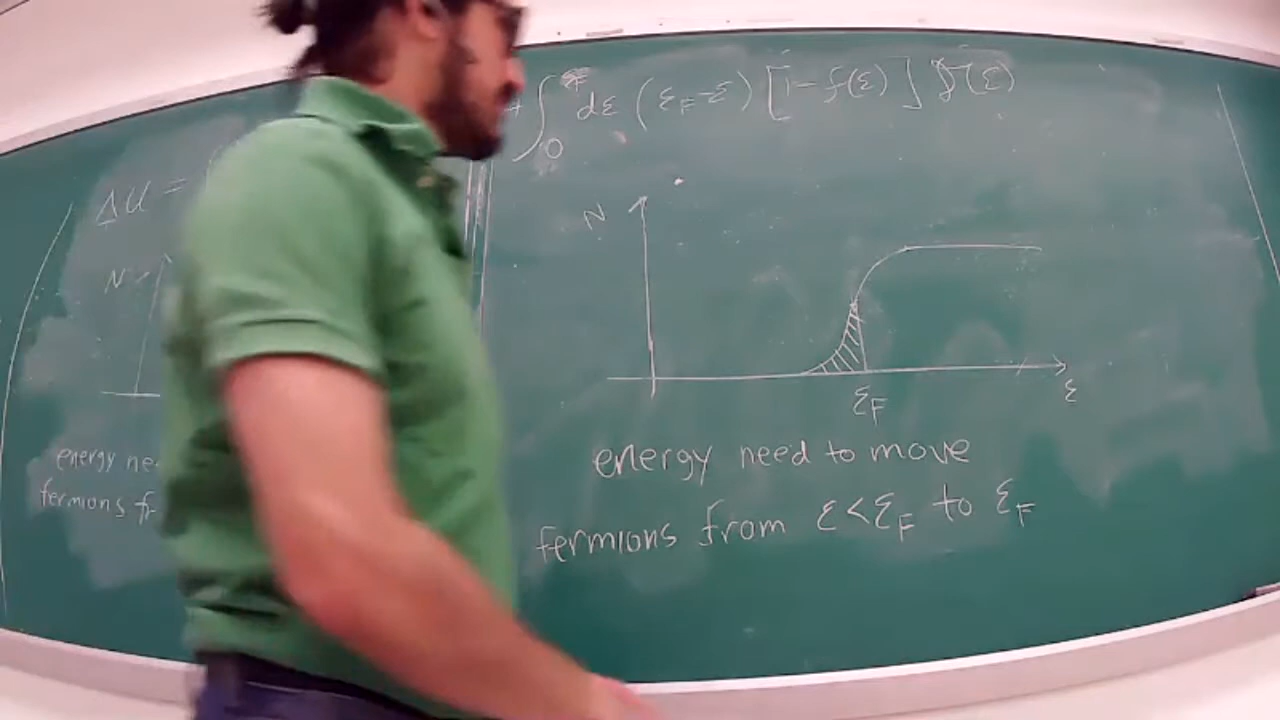 ΔU =
N
energy ne
fermions fr
+ ∫₀^{εF} dε (εF-ε) [1-f(ε)] D(ε)
N
ε
εF
energy need to move
fermions from ε<εF to εF